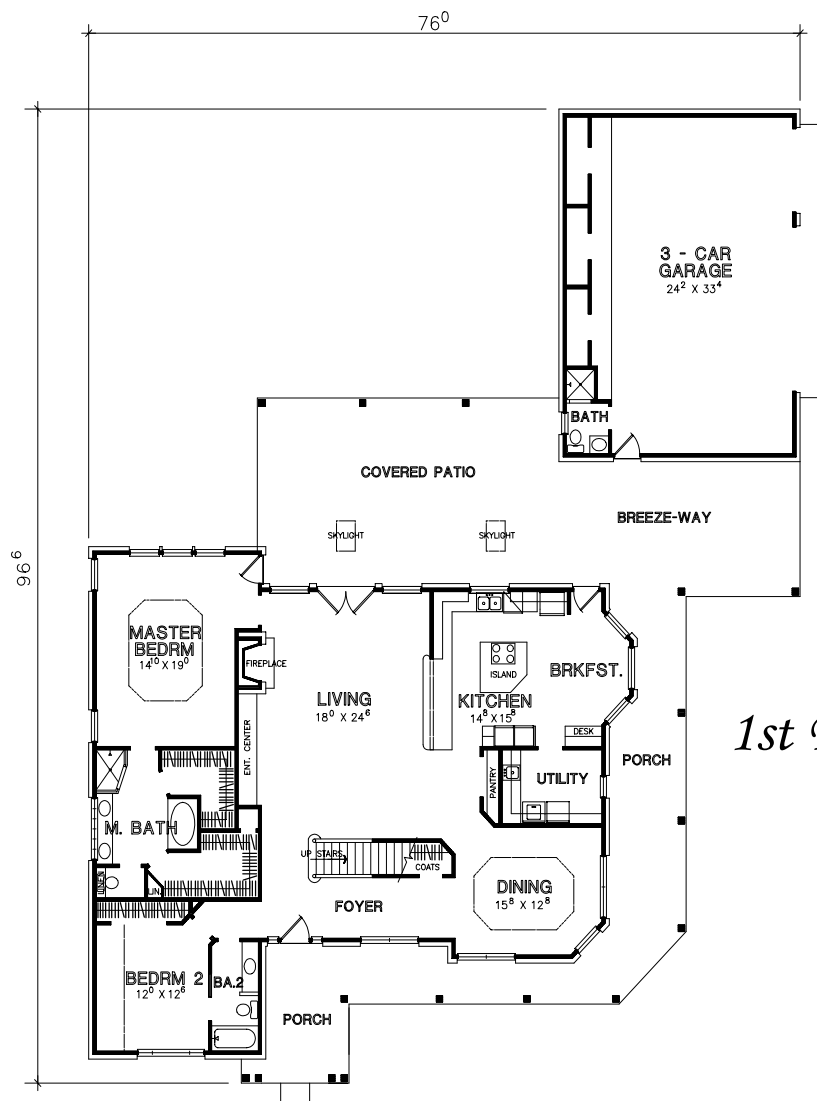 76⁰
96⁶
3 - CAR
GARAGE
24² X 33⁴
BATH
COVERED PATIO
BREEZE-WAY
SKYLIGHT
SKYLIGHT
MASTER
BEDRM
14¹⁰ X 19⁰
FIREPLACE
ISLAND
BRKFST.
LIVING
18⁰ X 24⁶
KITCHEN
14⁸ X 15⁸
DESK
ENT. CENTER
1st
PORCH
PANTRY
UTILITY
M. BATH
UP STAIRS
COATS
LINEN
LIN.
DINING
15⁸ X 12⁸
FOYER
BEDRM 2
12⁰ X 12⁶
BA.2
PORCH